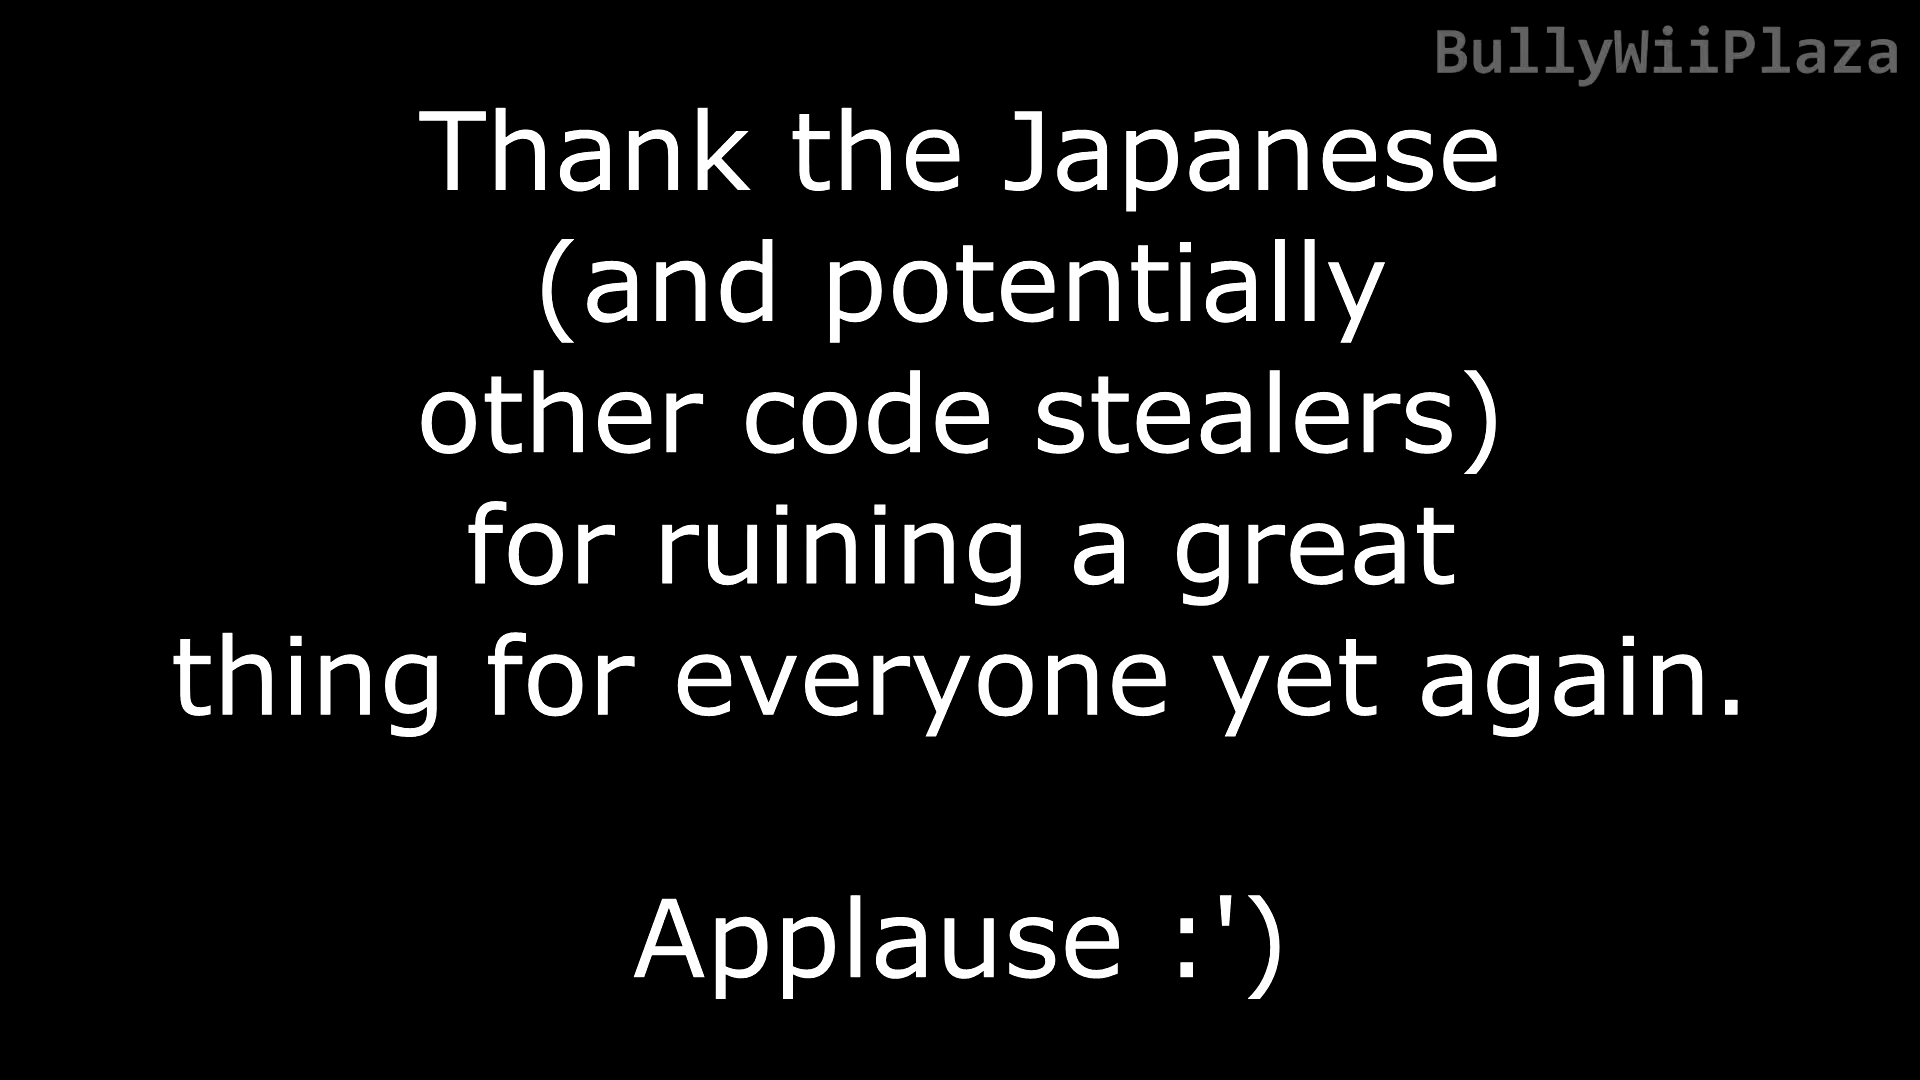 BullyWiiPlaza
Thank the Japanese
(and potentially
other code stealers)
for ruining a great
thing for everyone yet again.
Applause :')